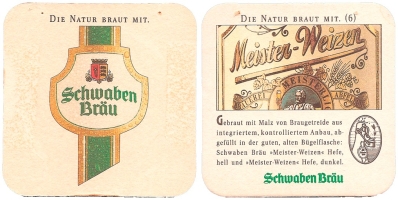 DIE NATUR BRAUT MIT.
Schwaben
Bräu
DIE NATUR BRAUT MIT. (6)
Meister-Weizen
MEISTER
Gebraut mit Malz von Braugetreide aus
integriertem, kontrolliertem Anbau, ab-
gefüllt in der guten, alten Bügelflasche:
Schwaben Bräu »Meister-Weizen« Hefe,
hell und »Meister-Weizen« Hefe, dunkel.
Schwaben Bräu